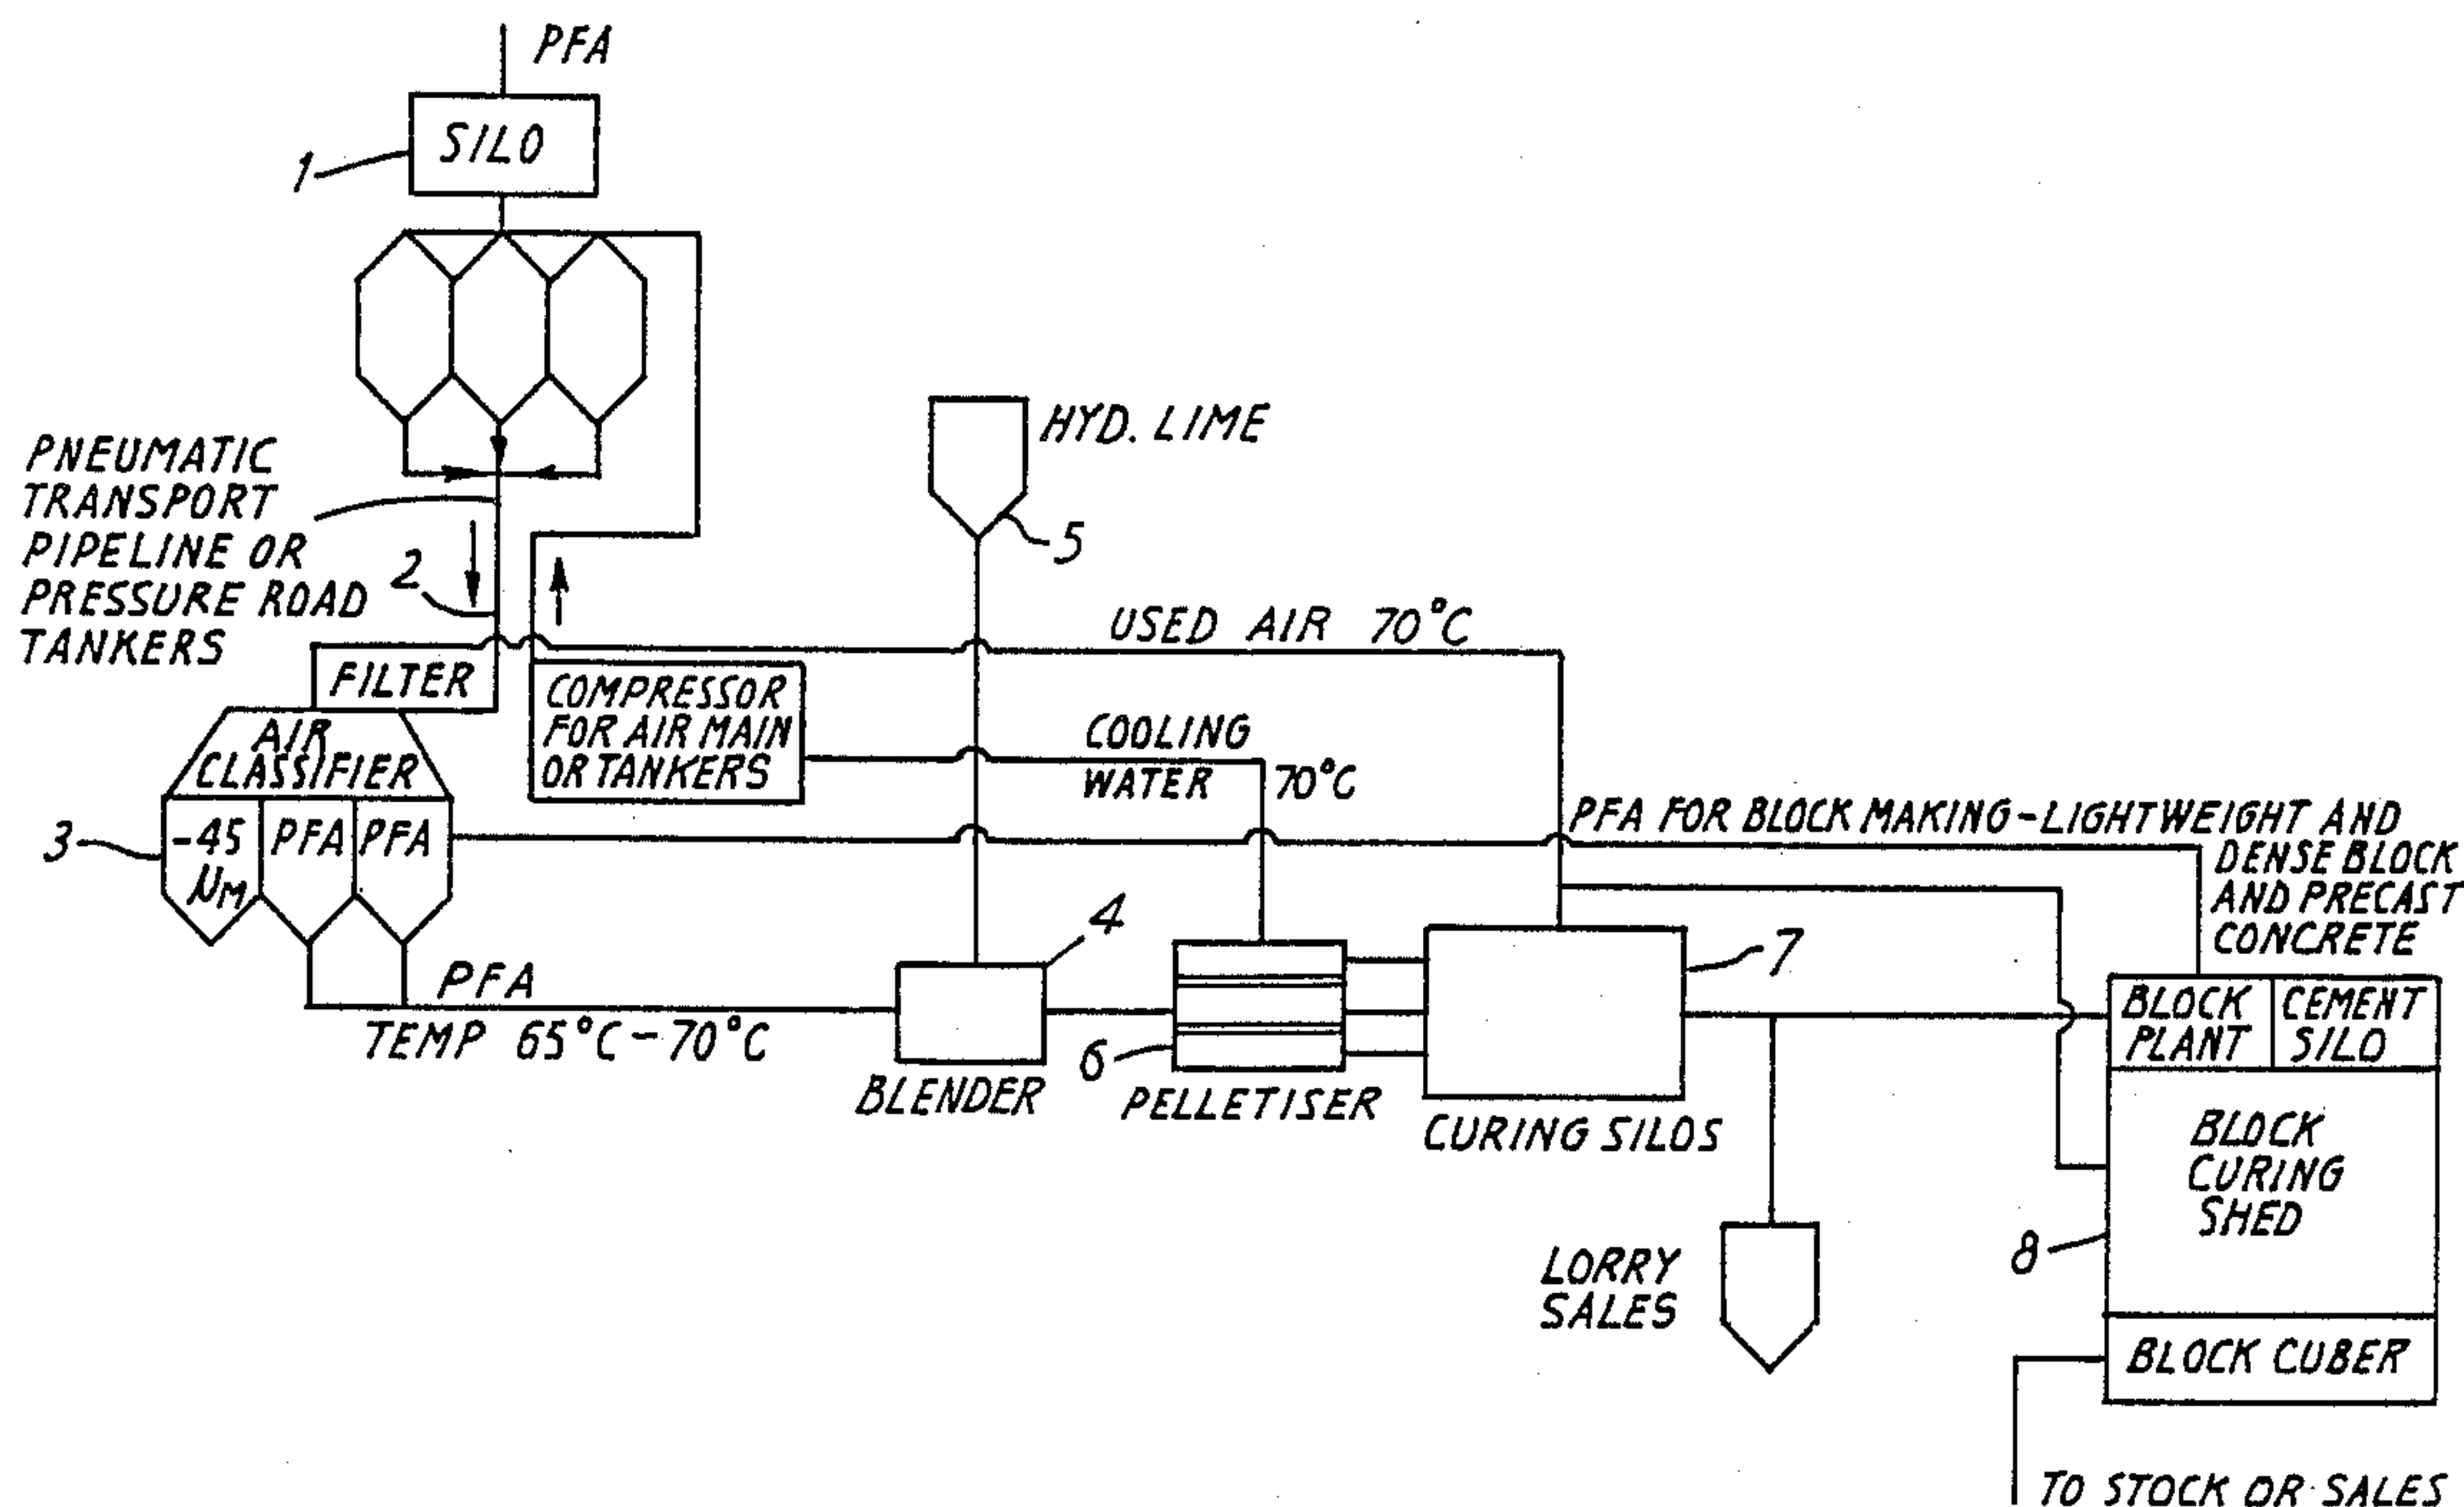 PFA
SILO
1
PNEUMATIC
TRANSPORT
PIPELINE OR
PRESSURE ROAD
TANKERS
2
HYD. LIME
5
USED AIR 70°C
FILTER
AIR
CLASSIFIER
COMPRESSOR
FOR AIR MAIN
OR TANKERS
COOLING
WATER 70°C
3
-45
µM
PFA
PFA
PFA FOR BLOCK MAKING-LIGHTWEIGHT AND
DENSE BLOCK
AND PRECAST
CONCRETE
PFA
TEMP 65°C-70°C
4
BLENDER
6
PELLETISER
7
CURING SILOS
LORRY
SALES
BLOCK
PLANT
CEMENT
SILO
BLOCK
CURING
SHED
8
BLOCK CUBER
TO STOCK OR SALES